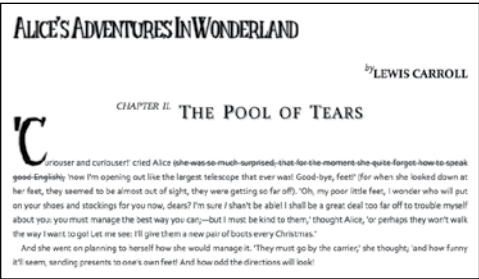 ALICE'S ADVENTURES IN WONDERLAND
by LEWIS CARROLL
CHAPTER II. THE POOL OF TEARS
'Curiouser and curiouser!' cried Alice (she was so much surprised, that for the moment she quite forgot how to speak
good English); 'now I'm opening out like the largest telescope that ever was! Good-bye, feet!' (for when she looked down at
her feet, they seemed to be almost out of sight, they were getting so far off). 'Oh, my poor little feet, I wonder who will put
on your shoes and stockings for you now, dears? I'm sure I shan't be able! I shall be a great deal too far off to trouble myself
about you: you must manage the best way you can;—but I must be kind to them,' thought Alice, 'or perhaps they won't walk
the way I want to go! Let me see: I'll give them a new pair of boots every Christmas.'
And she went on planning to herself how she would manage it. 'They must go by the carrier,' she thought; 'and how funny
it'll seem, sending presents to one's own feet! And how odd the directions will look!